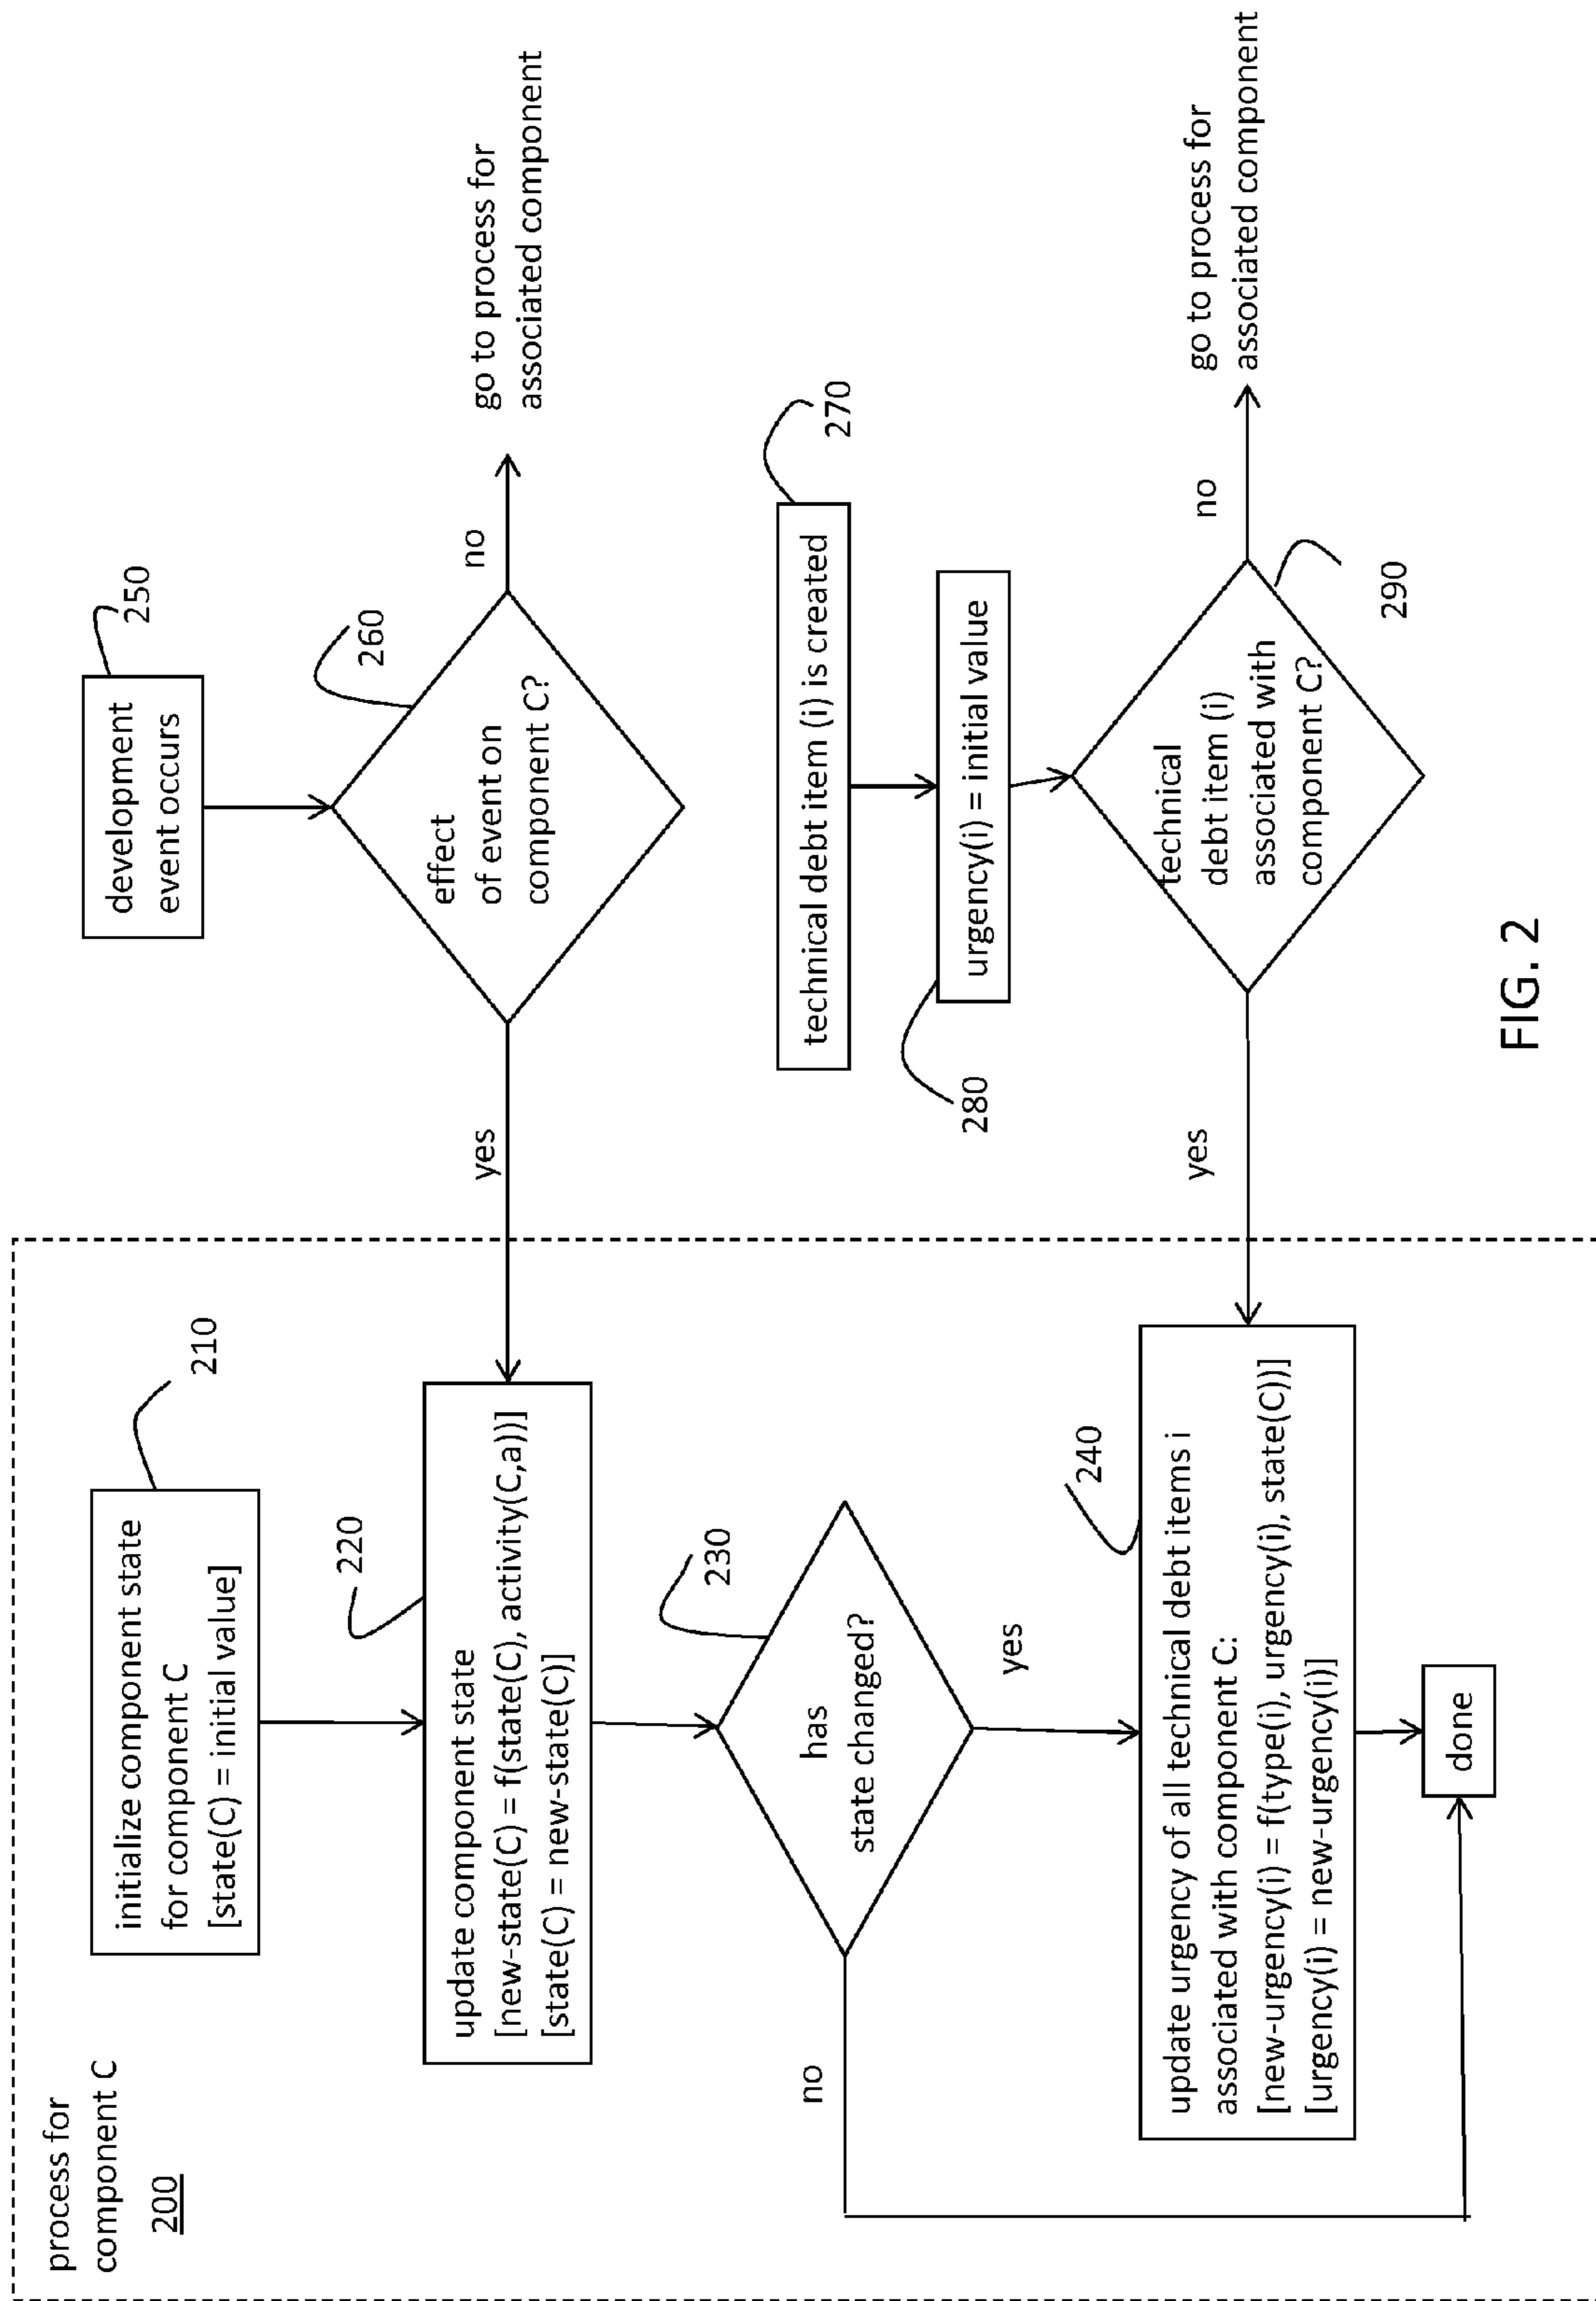 process for
component C
200
initialize component state
for component C
[state(C) = initial value]
210
update component state
[new-state(C) = f(state(C), activity(C,a))]
[state(C) = new-state(C)]
220
has
state changed?
230
no
yes
update urgency of all technical debt items i
associated with component C:
[new-urgency(i) = f(type(i), urgency(i), state(C))]
[urgency(i) = new-urgency(i)]
240
done
development
event occurs
250
effect
of event on
component C?
260
yes
no
go to process for
associated component
technical debt item (i) is created
270
urgency(i) = initial value
280
technical
debt item (i)
associated with
component C?
290
yes
no
go to process for
associated component
FIG. 2